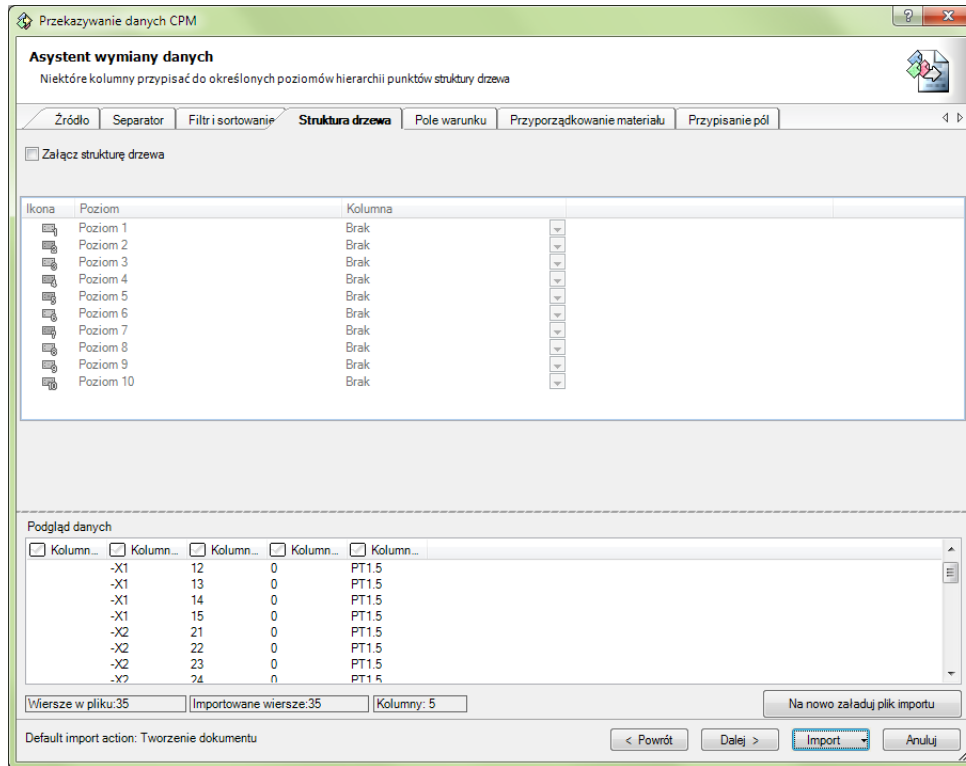 Przekazywanie danych CPM
Asystent wymiany danych
Niektóre kolumny przypisać do określonych poziomów hierarchii punktów struktury drzewa
Źródło Separator Filtr i sortowanie Struktura drzewa Pole warunku Przyporządkowanie materiału Przypisanie pól
Załącz strukturę drzewa
Ikona Poziom Kolumna
Poziom 1 Brak
Poziom 2 Brak
Poziom 3 Brak
Poziom 4 Brak
Poziom 5 Brak
Poziom 6 Brak
Poziom 7 Brak
Poziom 8 Brak
Poziom 9 Brak
Poziom 10 Brak
Podgląd danych
Kolumn... Kolumn... Kolumn... Kolumn... Kolumn...
-X1 12 0 PT1.5
-X1 13 0 PT1.5
-X1 14 0 PT1.5
-X1 15 0 PT1.5
-X2 21 0 PT1.5
-X2 22 0 PT1.5
-X2 23 0 PT1.5
-X2 24 0 PT1.5
Wiersze w pliku:35 Importowane wiersze:35 Kolumny: 5
Na nowo załaduj plik importu
Default import action: Tworzenie dokumentu
< Powrót Dalej > Import Anuluj